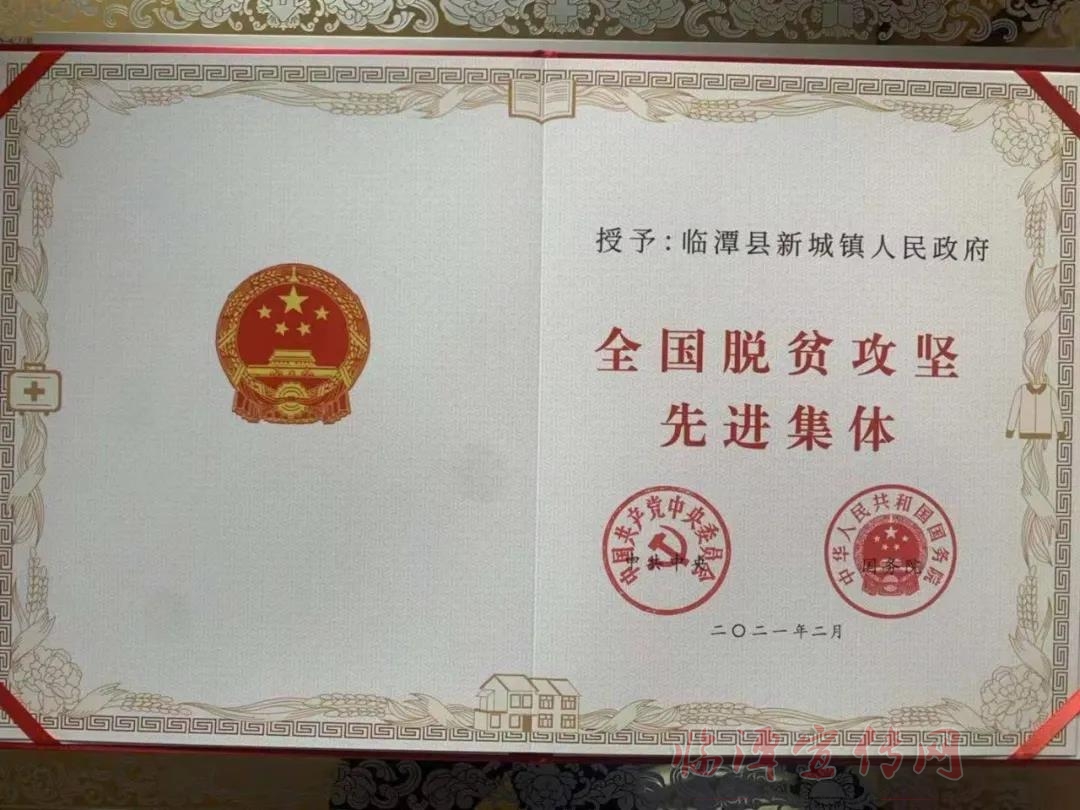 授予：临潭县新城镇人民政府
全国脱贫攻坚
先进集体
中国共产党中央委员会
中共中央
中华人民共和国国务院
国务院
二〇二一年二月
临潭宣传网